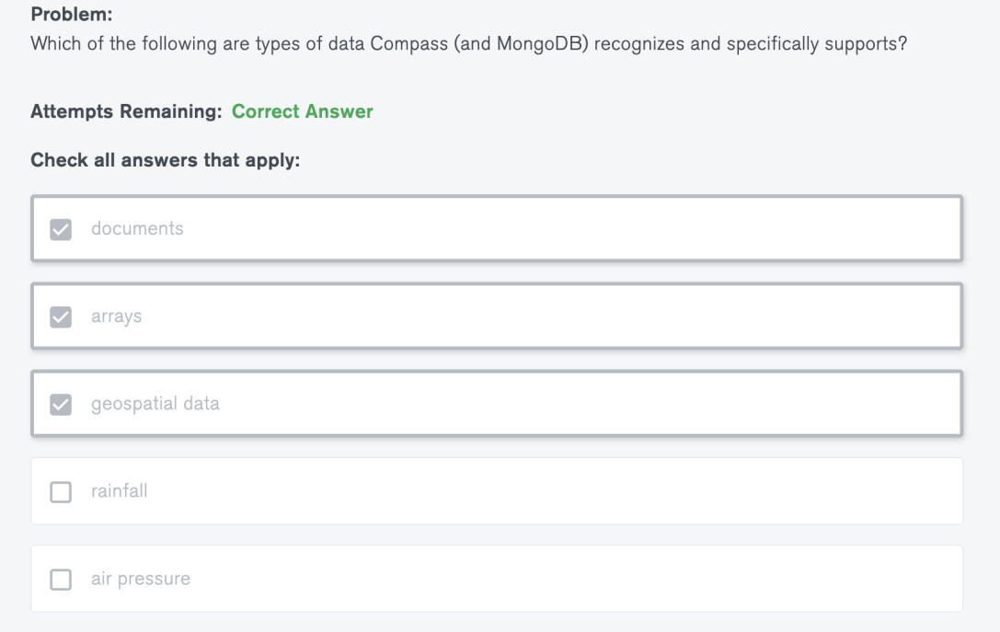 Problem:
Which of the following are types of data Compass (and MongoDB) recognizes and specifically supports?
Attempts Remaining: Correct Answer
Check all answers that apply:
documents
arrays
geospatial data
rainfall
air pressure